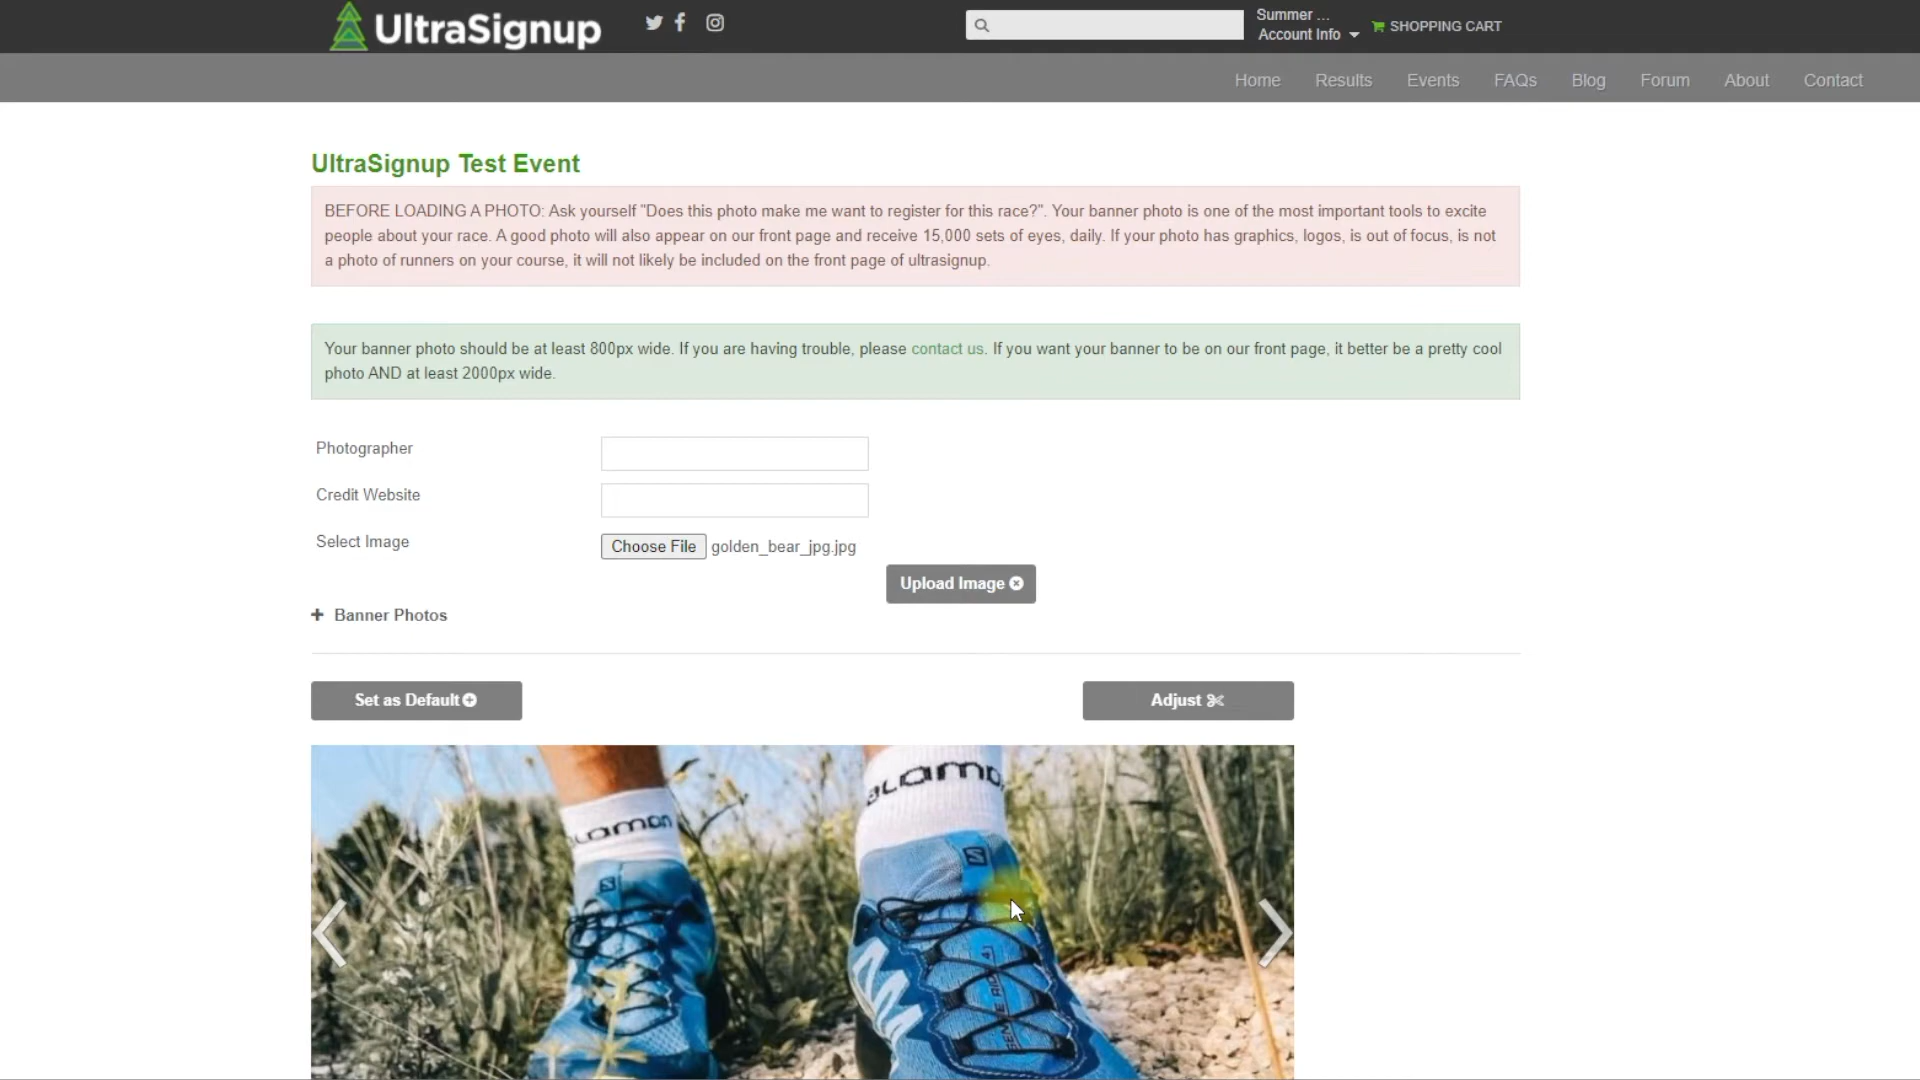 UltraSignup
Summer ...
Account Info
SHOPPING CART
Home Results Events FAQs Blog Forum About Contact
UltraSignup Test Event
BEFORE LOADING A PHOTO: Ask yourself "Does this photo make me want to register for this race?". Your banner photo is one of the most important tools to excite
people about your race. A good photo will also appear on our front page and receive 15,000 sets of eyes, daily. If your photo has graphics, logos, is out of focus, is not
a photo of runners on your course, it will not likely be included on the front page of ultrasignup.
Your banner photo should be at least 800px wide. If you are having trouble, please contact us. If you want your banner to be on our front page, it better be a pretty cool
photo AND at least 2000px wide.
Photographer
Credit Website
Select Image Choose File golden_bear_jpg.jpg
Upload Image
Banner Photos
Set as Default Adjust